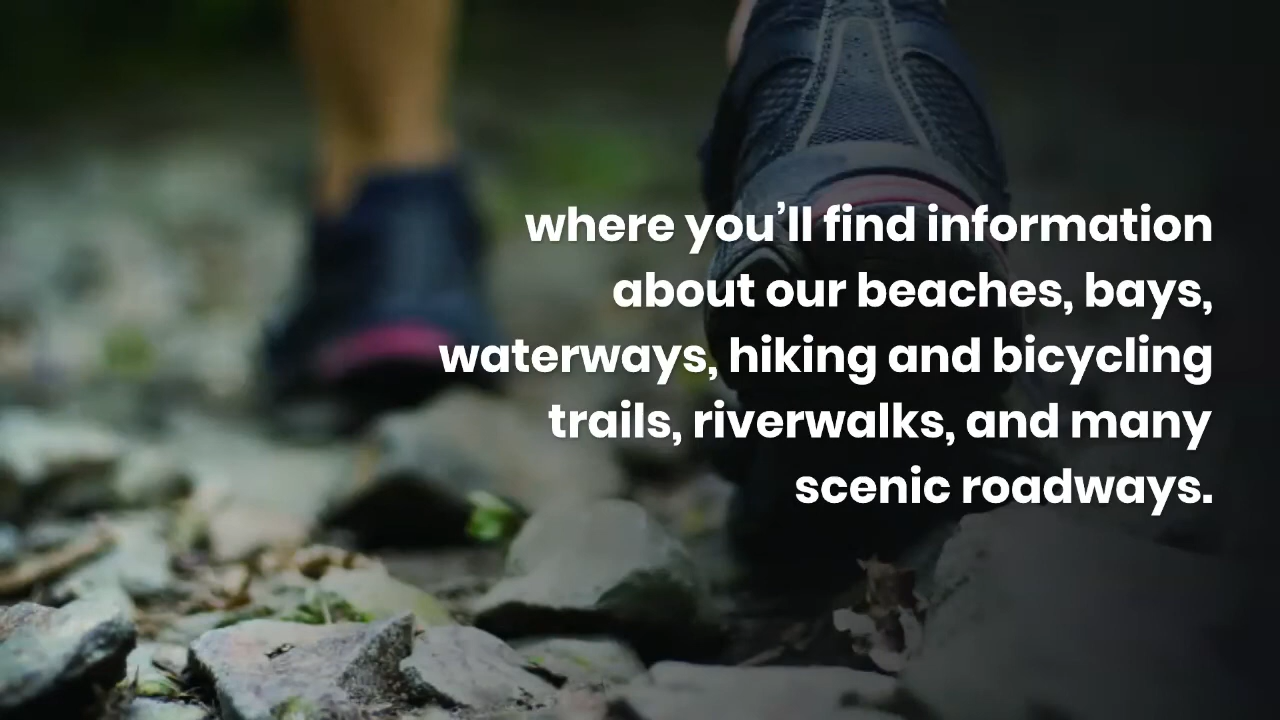 where you’ll find information
about our beaches, bays,
waterways, hiking and bicycling
trails, riverwalks, and many
scenic roadways.